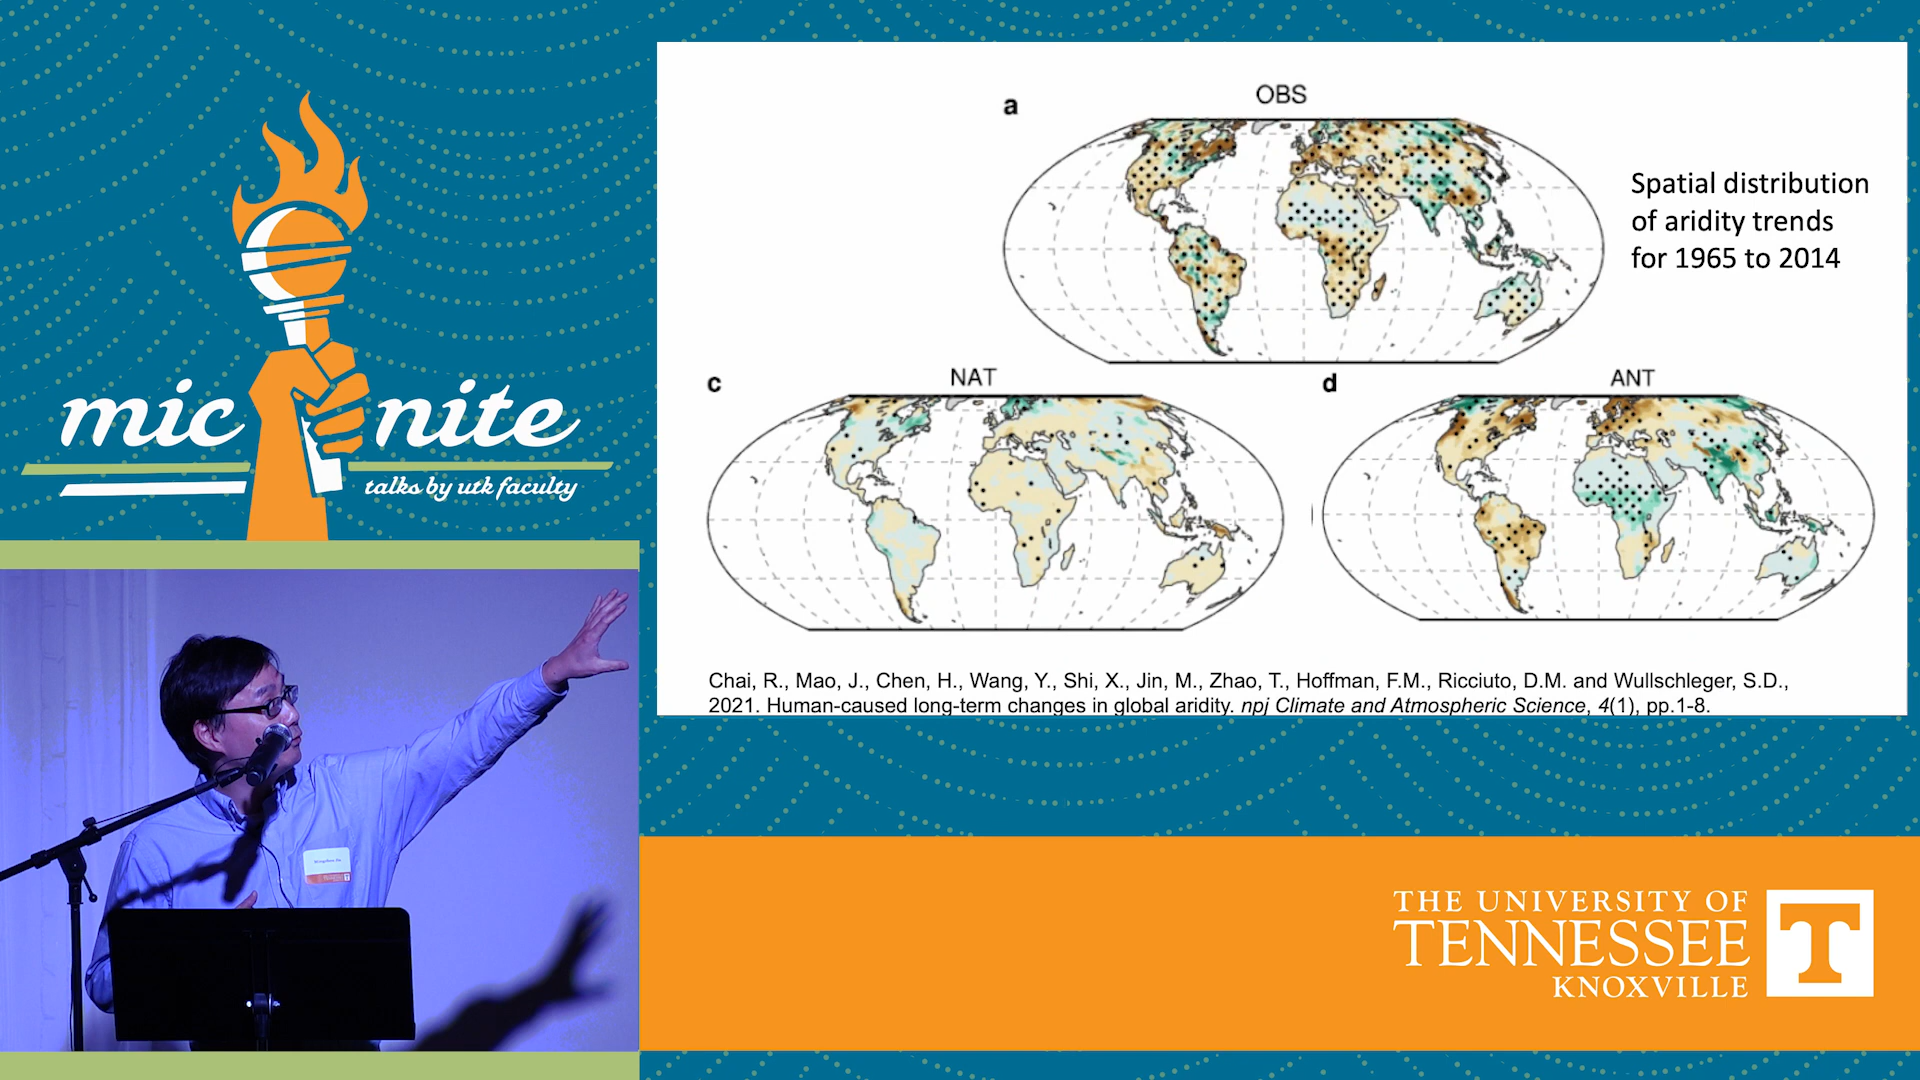 mic nite
talks by utk faculty
a
OBS
Spatial distribution
of aridity trends
for 1965 to 2014
c
NAT
d
ANT
Chai, R., Mao, J., Chen, H., Wang, Y., Shi, X., Jin, M., Zhao, T., Hoffman, F.M., Ricciuto, D.M. and Wullschleger, S.D.,
2021. Human-caused long-term changes in global aridity. npj Climate and Atmospheric Science, 4(1), pp.1-8.
THE UNIVERSITY OF
TENNESSEE
KNOXVILLE
T